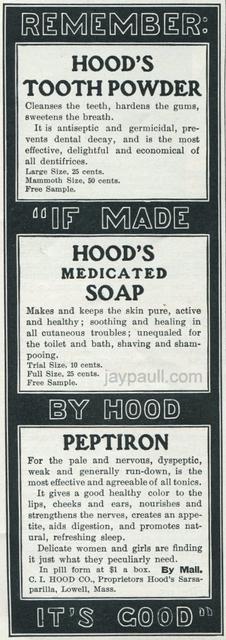 REMEMBER:
HOOD'S
TOOTH POWDER
Cleanses the teeth, hardens the gums,
sweetens the breath.
It is antiseptic and germicidal, pre-
vents dental decay, and is the most
effective, delightful and economical of
all dentifrices.
Large Size, 25 cents.
Mammoth Size, 50 cents.
Free Sample.
"IF MADE
HOOD'S
MEDICATED
SOAP
Makes and keeps the skin pure, active
and healthy; soothing and healing in
all cutaneous troubles; unequaled for
the toilet and bath, shaving and sham-
pooing.
Trial Size, 10 cents.
Full Size, 25 cents.
Free Sample.
jaypaull.com
BY HOOD
PEPTIRON
For the pale and nervous, dyspeptic,
weak and generally run-down, is the
most effective and agreeable of all tonics.
It gives a good healthy color to the
lips, cheeks and ears, nourishes and
strengthens the nerves, creates an appe-
tite, aids digestion, and promotes nat-
ural, refreshing sleep.
Delicate women and girls are finding
it just what they peculiarly need.
In pill form at $1 a box. By Mail.
C. I. HOOD CO., Proprietors Hood's Sarsa-
parilla, Lowell, Mass.
IT'S GOOD"